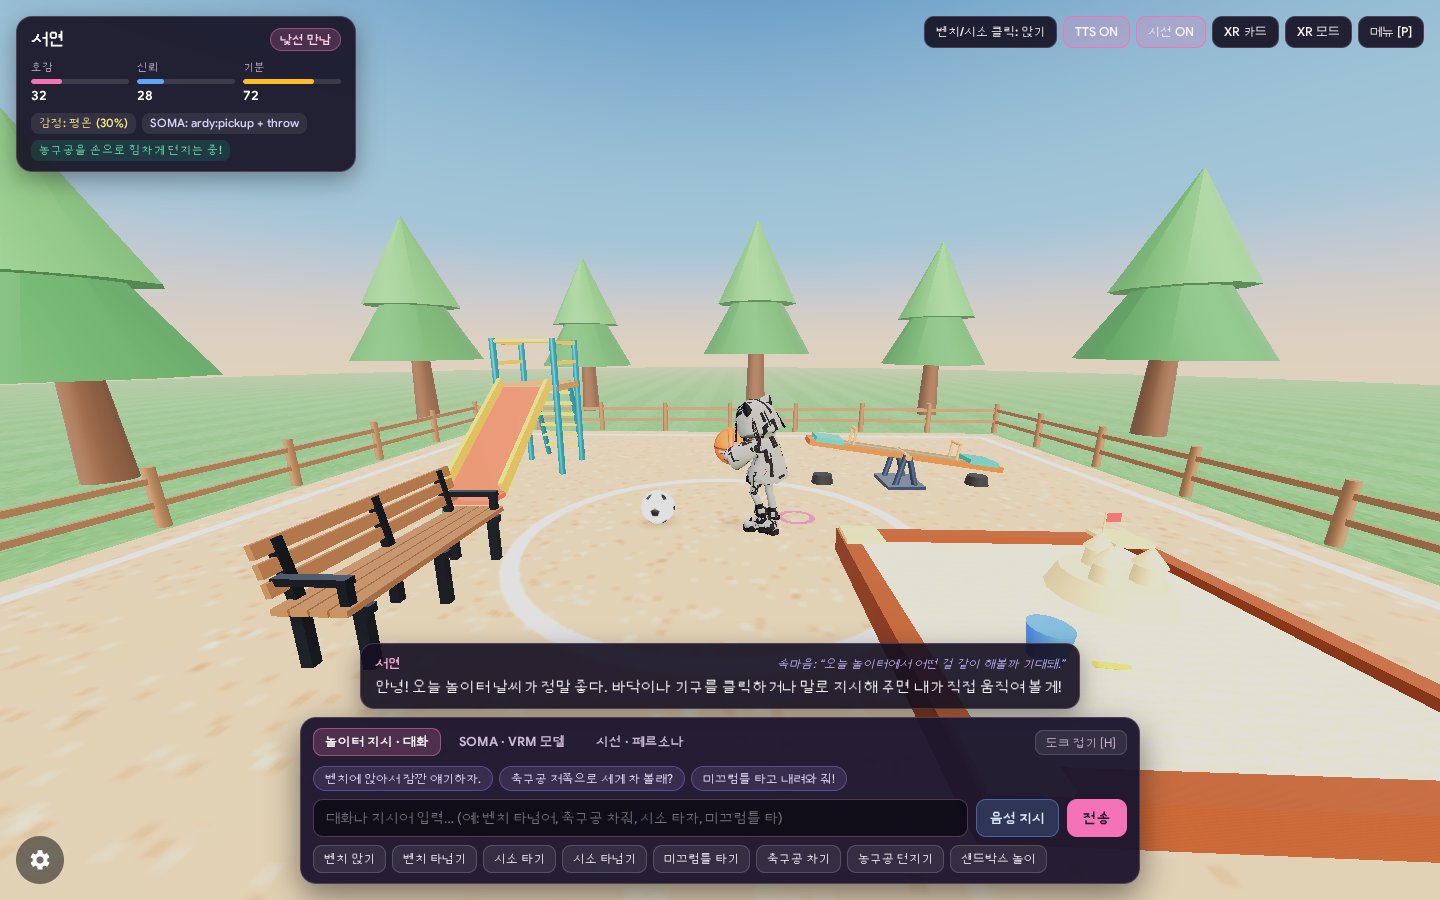 서연
낯선 만남
호감
신뢰
기분
32
28
72
감정: 평온 (30%)
SOMA: ardy:pickup + throw
농구공을 손으로 힘차게 던지는 중!
벤치/시소 클릭: 앉기
TTS ON
시선 ON
XR 카드
XR 모드
메뉴 [P]
서연
속마음: “오늘 놀이터에서 어떤 걸 같이 해볼까 기대돼.”
안녕! 오늘 놀이터 날씨가 정말 좋다. 바닥이나 기구를 클릭하거나 말로 지시해 주면 내가 직접 움직여 볼게!
놀이터 지시 · 대화
SOMA · VRM 모델
시선 · 페르소나
도크 접기 [H]
벤치에 앉아서 잠깐 얘기하자.
축구공 저쪽으로 세게 차 볼래?
미끄럼틀 타고 내려와 줘!
대화나 지시어 입력... (예: 벤치 타넘어, 축구공 차줘, 시소 타자, 미끄럼틀 타)
음성 지시
전송
벤치 앉기
벤치 타넘기
시소 타기
시소 타넘기
미끄럼틀 타기
축구공 차기
농구공 던지기
샌드박스 놀이